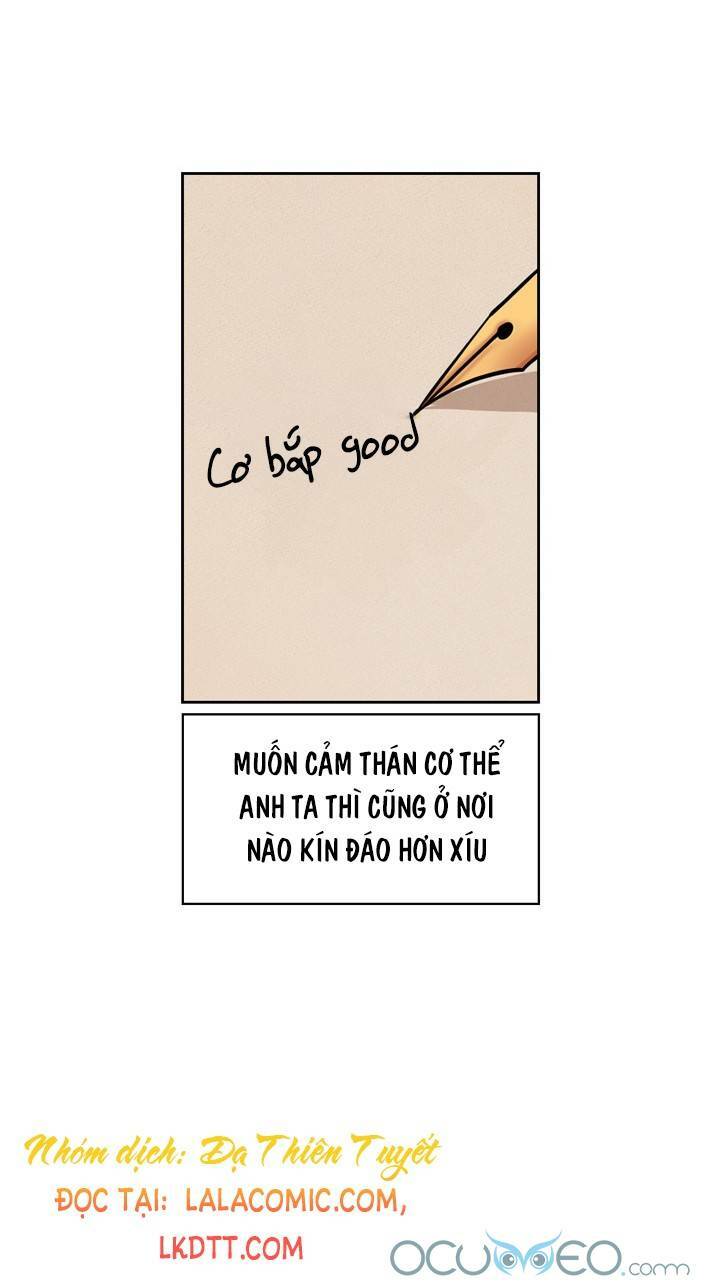 Cơ bắp good
MUỐN CẢM THÁN CƠ THỂ
ANH TA THÌ CŨNG Ở NƠI
NÀO KÍN ĐÁO HƠN XÍU
Nhóm dịch: Dạ Thiên Tuyết
ĐỌC TẠI: LALACOMIC.COM,
LKDTT.COM
OCUMEO.comm